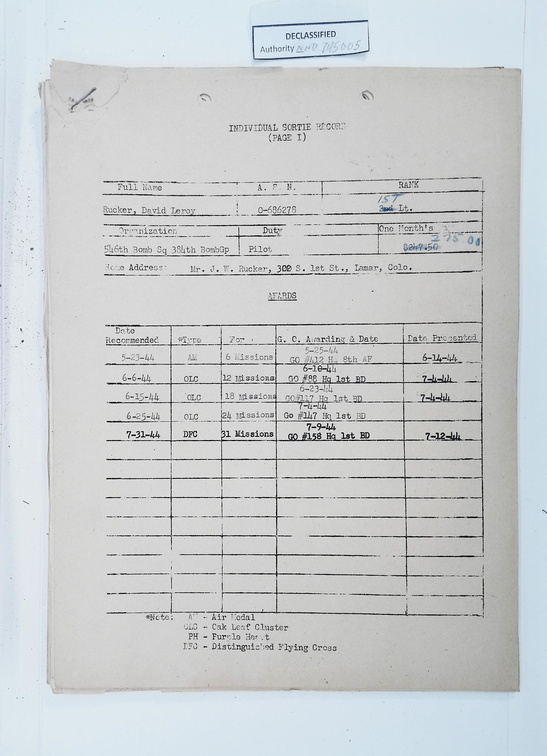 DECLASSIFIED
Authority
INDIVIDUAL SORTIE RECORD
(PAGE I)
Full Name A. S. N. RANK
1ST
Rucker, David Leroy O-686278 2nd Lt.
Organization Duty One Month's
546th Bomb Sq 384th BombGp Pilot $247.50
Home Address: Mr. J. W. Rucker, 302 S. 1st St., Lamar, Colo.
AWARDS
Date
Recommended *Type For G. C. Awarding & Date Date Presented
5-25-44
5-23-44 AM 6 Missions GO #412 Hq 8th AF 6-14-44
6-10-44
6-6-44 OLC 12 Missions GO #88 Hq 1st BD 7-4-44
6-23-44
6-15-44 OLC 18 Missions GO#117 Hq 1st BD 7-4-44
7-4-44
6-25-44 OLC 24 Missions Go #147 Hq 1st BD
7-9-44
7-31-44 DFC 31 Missions GO #158 Hq 1st BD 7-12-44
*Note: AM - Air Medal
OLC - Oak Leaf Cluster
PH - Purple Heart
DFC - Distinguished Flying Cross